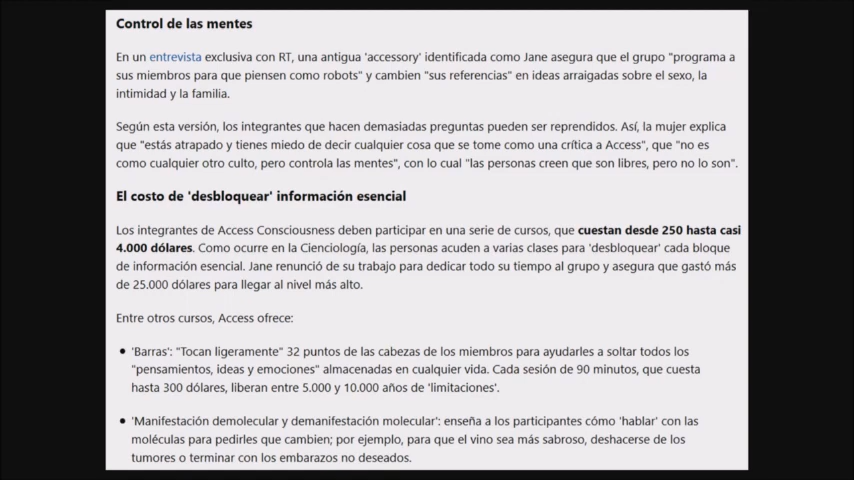 Control de las mentes
En un entrevista exclusiva con RT, una antigua 'accessory' identificada como Jane asegura que el grupo "programa a
sus miembros para que piensen como robots" y cambien "sus referencias" en ideas arraigadas sobre el sexo, la
intimidad y la familia.
Según esta versión, los integrantes que hacen demasiadas preguntas pueden ser reprendidos. Así, la mujer explica
que "estás atrapado y tienes miedo de decir cualquier cosa que se tome como una crítica a Access", que "no es
como cualquier otro culto, pero controla las mentes", con lo cual "las personas creen que son libres, pero no lo son".
El costo de 'desbloquear' información esencial
Los integrantes de Access Consciousness deben participar en una serie de cursos, que cuestan desde 250 hasta casi
4.000 dólares. Como ocurre en la Cienciología, las personas acuden a varias clases para 'desbloquear' cada bloque
de información esencial. Jane renunció de su trabajo para dedicar todo su tiempo al grupo y asegura que gastó más
de 25.000 dólares para llegar al nivel más alto.
Entre otros cursos, Access ofrece:
• 'Barras': "Tocan ligeramente" 32 puntos de las cabezas de los miembros para ayudarles a soltar todos los
"pensamientos, ideas y emociones" almacenadas en cualquier vida. Cada sesión de 90 minutos, que cuesta
hasta 300 dólares, liberan entre 5.000 y 10.000 años de 'limitaciones'.
• 'Manifestación demolecular y demanifestación molecular': enseña a los participantes cómo 'hablar' con las
moléculas para pedirles que cambien; por ejemplo, para que el vino sea más sabroso, deshacerse de los
tumores o terminar con los embarazos no deseados.